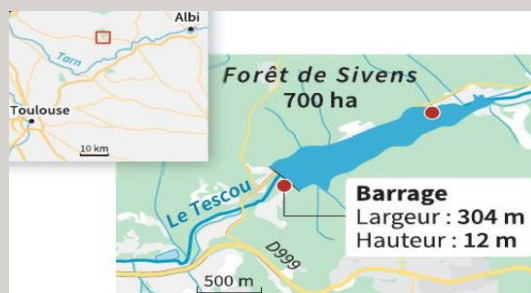 Albi
Tarn
Toulouse
10 km
Forêt de Sivens
700 ha
Le Tescou
Barrage
Largeur : 304 m
Hauteur : 12 m
D999
500 m